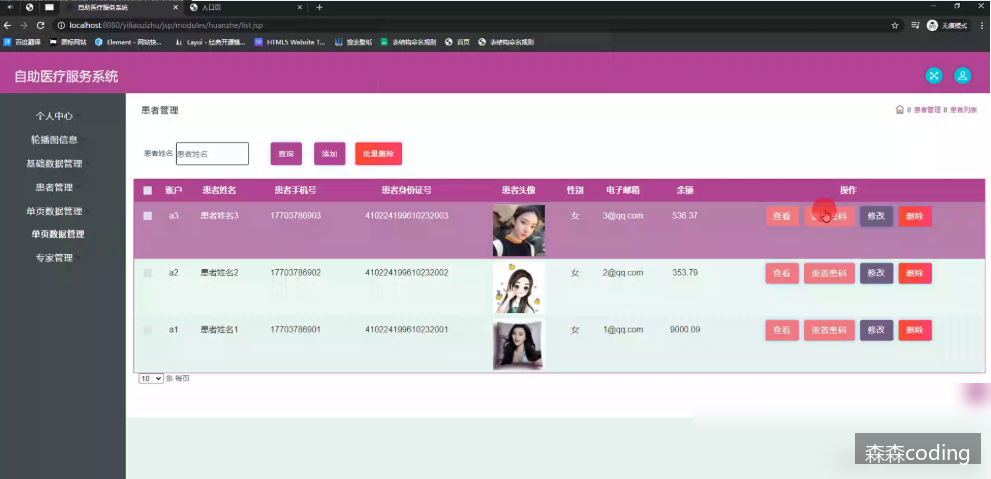 自助医疗服务系统
入口页
localhost:8080/yiliaozizhu/jsp/modules/huanzhe/list.jsp
无痕模式
百度翻译
图标网站
Element - 网站快...
Layui - 经典开源模...
HTML5 Website T...
搜主壁纸
表结构命名规则
首页
表结构命名规则
自助医疗服务系统
个人中心
轮播图信息
基础数据管理
患者管理
单页数据管理
单页数据管理
专家管理
患者管理
患者管理 II 患者列表
患者姓名 患者姓名 查询 添加 批量删除
账户 患者姓名 患者手机号 患者身份证号 患者头像 性别 电子邮箱 余额 操作
a3 患者姓名3 17703786903 410224199610232003 女 3@qq.com 536.37 查看 密码 修改 删除
a2 患者姓名2 17703786902 410224199610232002 女 2@qq.com 353.79 查看 重置密码 修改 删除
a1 患者姓名1 17703786901 410224199610232001 女 1@qq.com 9000.09 查看 重置密码 修改 删除
10 条 每页
森森coding